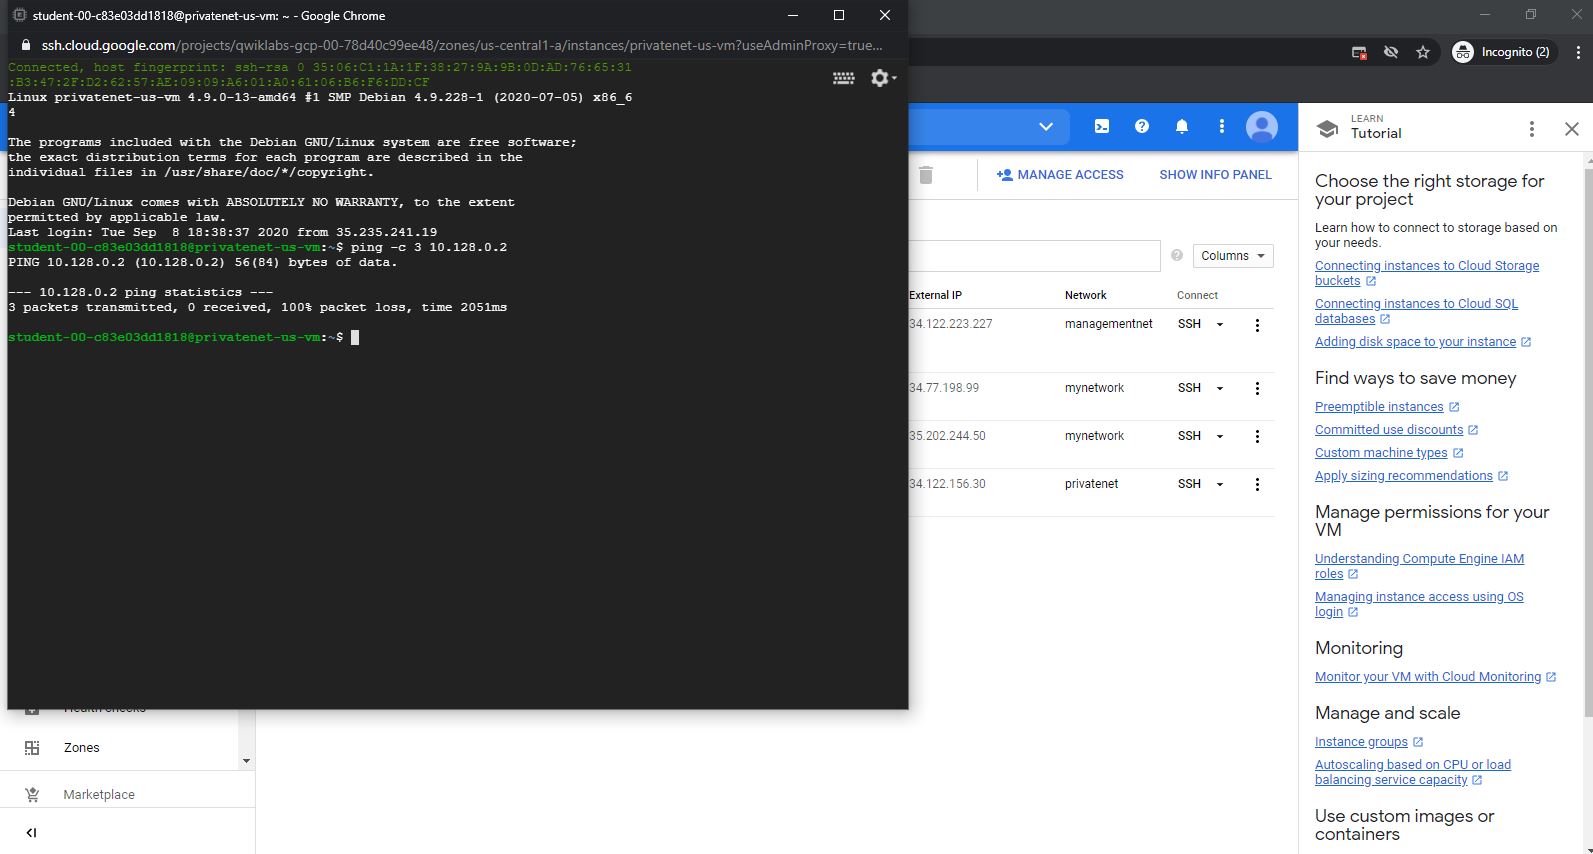 student-00-c83e03dd1818@privatenet-us-vm: ~ - Google Chrome
ssh.cloud.google.com/projects/qwiklabs-gcp-00-78d40c99ee48/zones/us-central1-a/instances/privatenet-us-vm?useAdminProxy=true...
Connected, host fingerprint: ssh-rsa 0 35:06:C1:1A:1F:38:27:9A:9B:0D:AD:76:65:31
:B3:47:2F:D2:62:57:AE:09:09:A6:01:A0:61:06:B6:F6:DD:CF
Linux privatenet-us-vm 4.9.0-13-amd64 #1 SMP Debian 4.9.228-1 (2020-07-05) x86_6
4
The programs included with the Debian GNU/Linux system are free software;
the exact distribution terms for each program are described in the
individual files in /usr/share/doc/*/copyright.
Debian GNU/Linux comes with ABSOLUTELY NO WARRANTY, to the extent
permitted by applicable law.
Last login: Tue Sep  8 18:38:37 2020 from 35.235.241.19
student-00-c83e03dd1818@privatenet-us-vm:~$ ping -c 3 10.128.0.2
PING 10.128.0.2 (10.128.0.2) 56(84) bytes of data.
--- 10.128.0.2 ping statistics ---
3 packets transmitted, 0 received, 100% packet loss, time 2051ms
student-00-c83e03dd1818@privatenet-us-vm:~$
Incognito (2)
MANAGE ACCESS
SHOW INFO PANEL
Columns
External IP Network Connect
34.122.223.227 managementnet SSH
34.77.198.99 mynetwork SSH
35.202.244.50 mynetwork SSH
34.122.156.30 privatenet SSH
Health checks
Zones
Marketplace
LEARN
Tutorial
Choose the right storage for
your project
Learn how to connect to storage based on
your needs.
Connecting instances to Cloud Storage
buckets
Connecting instances to Cloud SQL
databases
Adding disk space to your instance
Find ways to save money
Preemptible instances
Committed use discounts
Custom machine types
Apply sizing recommendations
Manage permissions for your
VM
Understanding Compute Engine IAM
roles
Managing instance access using OS
login
Monitoring
Monitor your VM with Cloud Monitoring
Manage and scale
Instance groups
Autoscaling based on CPU or load
balancing service capacity
Use custom images or
containers